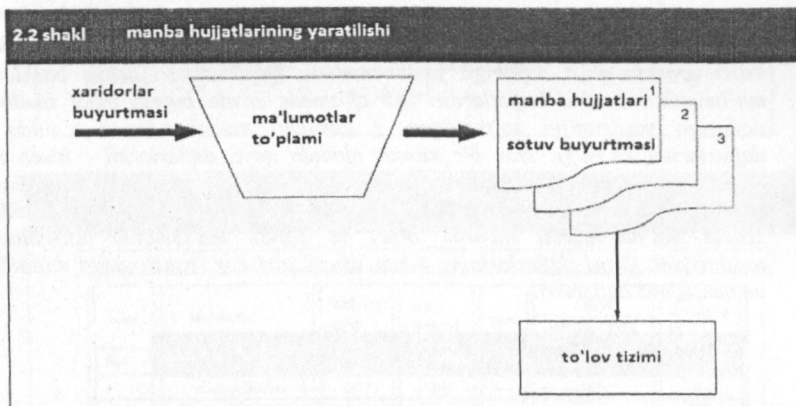 2.2 shakl manba hujjatlarining yaratilishi
xaridorlar
buyurtmasi
ma'lumotlar
to'plami
manba hujjatlari
sotuv buyurtmasi
1
2
3
to'lov tizimi